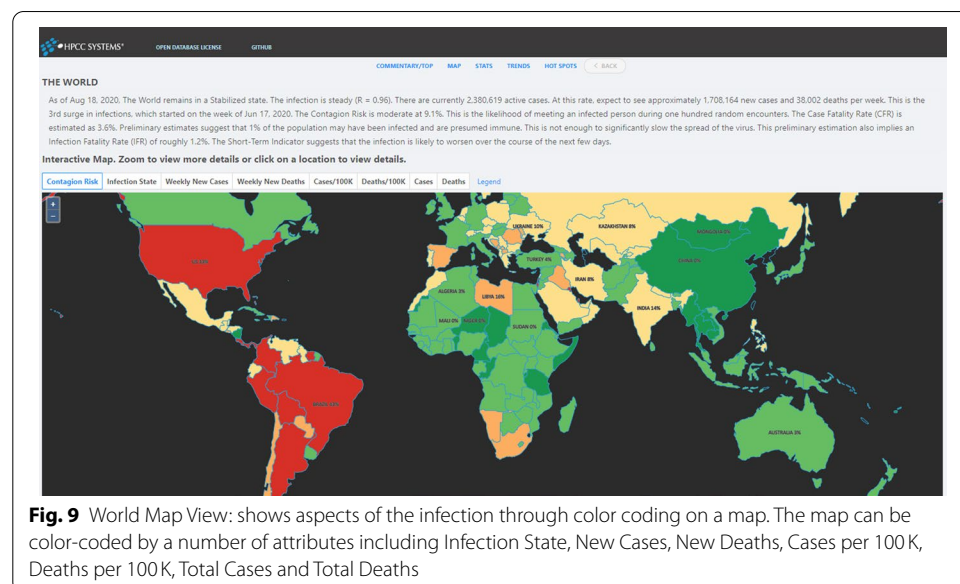 HPCC SYSTEMS® OPEN DATABASE LICENSE GITHUB
COMMENTARY/TOP MAP STATS TRENDS HOT SPOTS < BACK
THE WORLD
As of Aug 18, 2020, The World remains in a Stabilized state. The infection is steady (R = 0.96). There are currently 2,380,619 active cases. At this rate, expect to see approximately 1,708,164 new cases and 38,002 deaths per week. This is the
3rd surge in infections, which started on the week of Jun 17, 2020. The Contagion Risk is moderate at 9.1%. This is the likelihood of meeting an infected person during one hundred random encounters. The Case Fatality Rate (CFR) is
estimated as 3.6%. Preliminary estimates suggest that 1% of the population may have been infected and are presumed immune. This is not enough to significantly slow the spread of the virus. This preliminary estimation also implies an
Infection Fatality Rate (IFR) of roughly 1.2%. The Short-Term Indicator suggests that the infection is likely to worsen over the course of the next few days.
Interactive Map. Zoom to view more details or click on a location to view details.
Contagion Risk Infection State Weekly New Cases Weekly New Deaths Cases/100K Deaths/100K Cases Deaths Legend
+
−
UKRAINE 10%
KAZAKHSTAN 8%
MONGOLIA 0%
TURKEY 4%
CHINA 0%
IRAN 8%
ALGERIA 3%
LIBYA 18%
INDIA 14%
MALI 0%
SUDAN 0%
AUSTRALIA 3%
Fig. 9 World Map View: shows aspects of the infection through color coding on a map. The map can be
color-coded by a number of attributes including Infection State, New Cases, New Deaths, Cases per 100 K,
Deaths per 100 K, Total Cases and Total Deaths